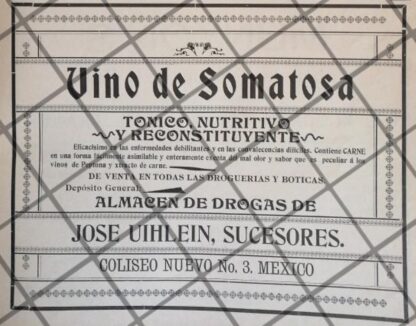 Vino de Somatosa
TONICO, NUTRITIVO
Y RECONSTITUYENTE
Eficacísimo en las enfermedades debilitantes y en las convalecencias difíciles. Contiene CARNE
en una forma fácilmente asimilable y enteramente exenta del mal olor y sabor que es peculiar á los
vinos de Peptona y extracto de carne.
DE VENTA EN TODAS LAS DROGUERIAS Y BOTICAS.
Depósito General:
ALMACEN DE DROGAS DE
JOSE UIHLEIN, SUCESORES.
COLISEO NUEVO No. 3. MEXICO